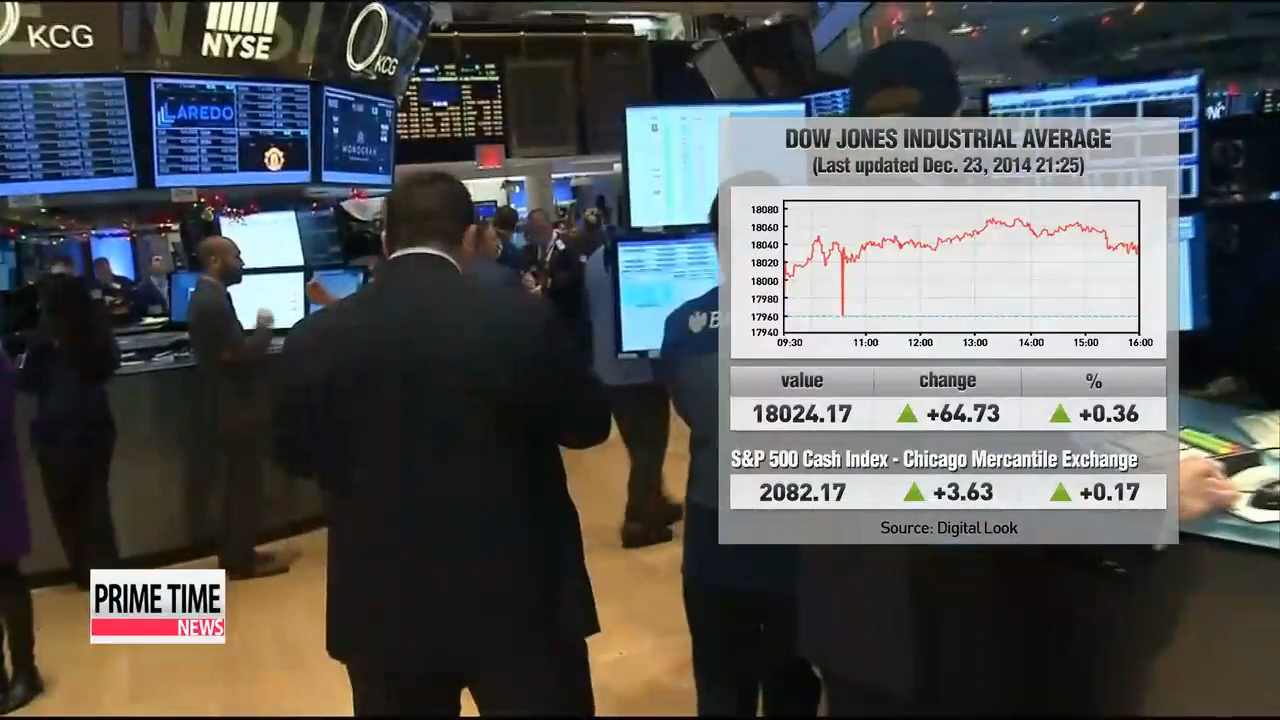 KCG
NYSE
KCG
LAREDO
MONOGRAM
DOW JONES INDUSTRIAL AVERAGE
(Last updated Dec. 23, 2014 21:25)
18080
18060
18040
18020
18000
17980
17960
17940
09:30 11:00 12:00 13:00 14:00 15:00 16:00
value change %
18024.17 +64.73 +0.36
S&P 500 Cash Index - Chicago Mercantile Exchange
2082.17 +3.63 +0.17
Source: Digital Look
PRIME TIME
NEWS